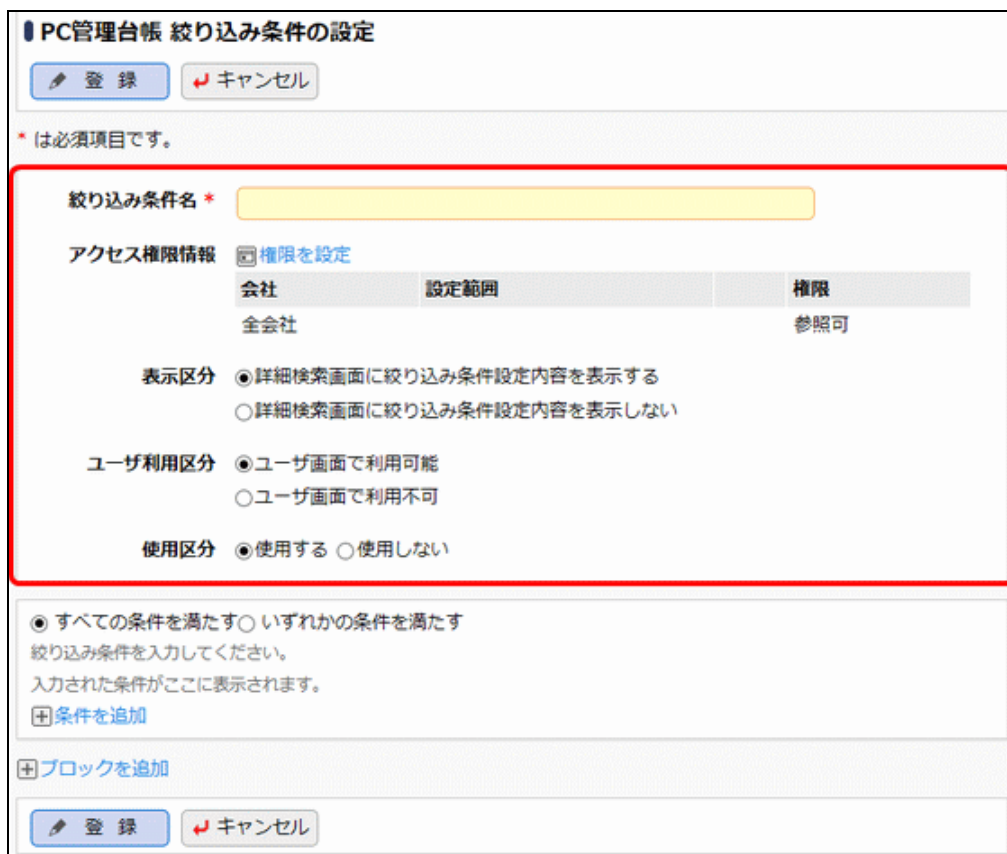 PC管理台帳 絞り込み条件の設定
登 録 キャンセル
* は必須項目です。
絞り込み条件名 *
アクセス権限情報 権限を設定
会社 設定範囲 権限
全会社 参照可
表示区分 詳細検索画面に絞り込み条件設定内容を表示する
詳細検索画面に絞り込み条件設定内容を表示しない
ユーザ利用区分 ユーザ画面で利用可能
ユーザ画面で利用不可
使用区分 使用する 使用しない
すべての条件を満たす いずれかの条件を満たす
絞り込み条件を入力してください。
入力された条件がここに表示されます。
条件を追加
ブロックを追加
登 録 キャンセル